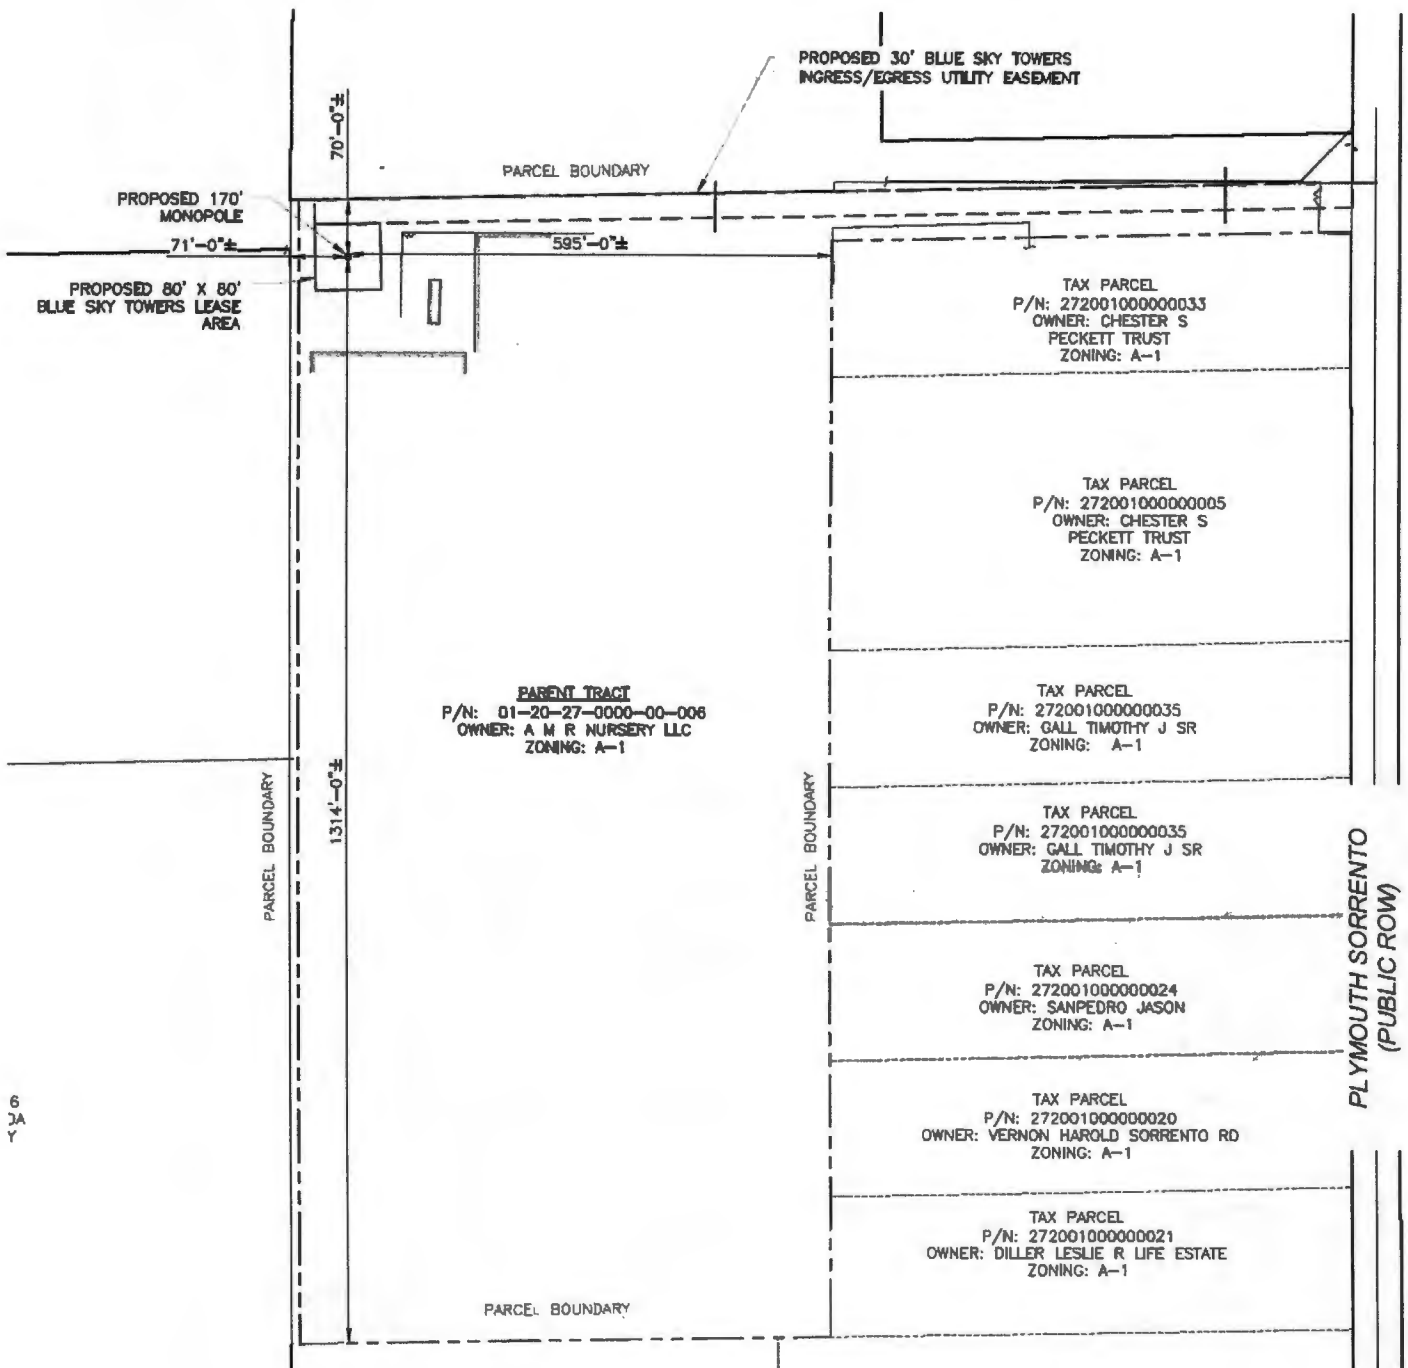 PROPOSED 30' BLUE SKY TOWERS
INGRESS/EGRESS UTILITY EASEMENT
70'-0"±
PARCEL BOUNDARY
PROPOSED 170'
MONOPOLE
71'-0"±
595'-0"±
PROPOSED 80' X 80'
BLUE SKY TOWERS LEASE
AREA
TAX PARCEL
P/N: 272001000000033
OWNER: CHESTER S
PECKETT TRUST
ZONING: A-1
TAX PARCEL
P/N: 272001000000005
OWNER: CHESTER S
PECKETT TRUST
ZONING: A-1
PARENT TRACT
P/N: 01-20-27-0000-00-006
OWNER: A M R NURSERY LLC
ZONING: A-1
TAX PARCEL
P/N: 272001000000035
OWNER: GALL TIMOTHY J SR
ZONING: A-1
1314'-0"±
PARCEL BOUNDARY
PARCEL BOUNDARY
TAX PARCEL
P/N: 272001000000035
OWNER: GALL TIMOTHY J SR
ZONING: A-1
PLYMOUTH SORRENTO
(PUBLIC ROW)
TAX PARCEL
P/N: 272001000000024
OWNER: SANPEDRO JASON
ZONING: A-1
6
DA
Y
TAX PARCEL
P/N: 272001000000020
OWNER: VERNON HAROLD SORRENTO RD
ZONING: A-1
TAX PARCEL
P/N: 272001000000021
OWNER: DILLER LESLIE R LIFE ESTATE
ZONING: A-1
PARCEL BOUNDARY